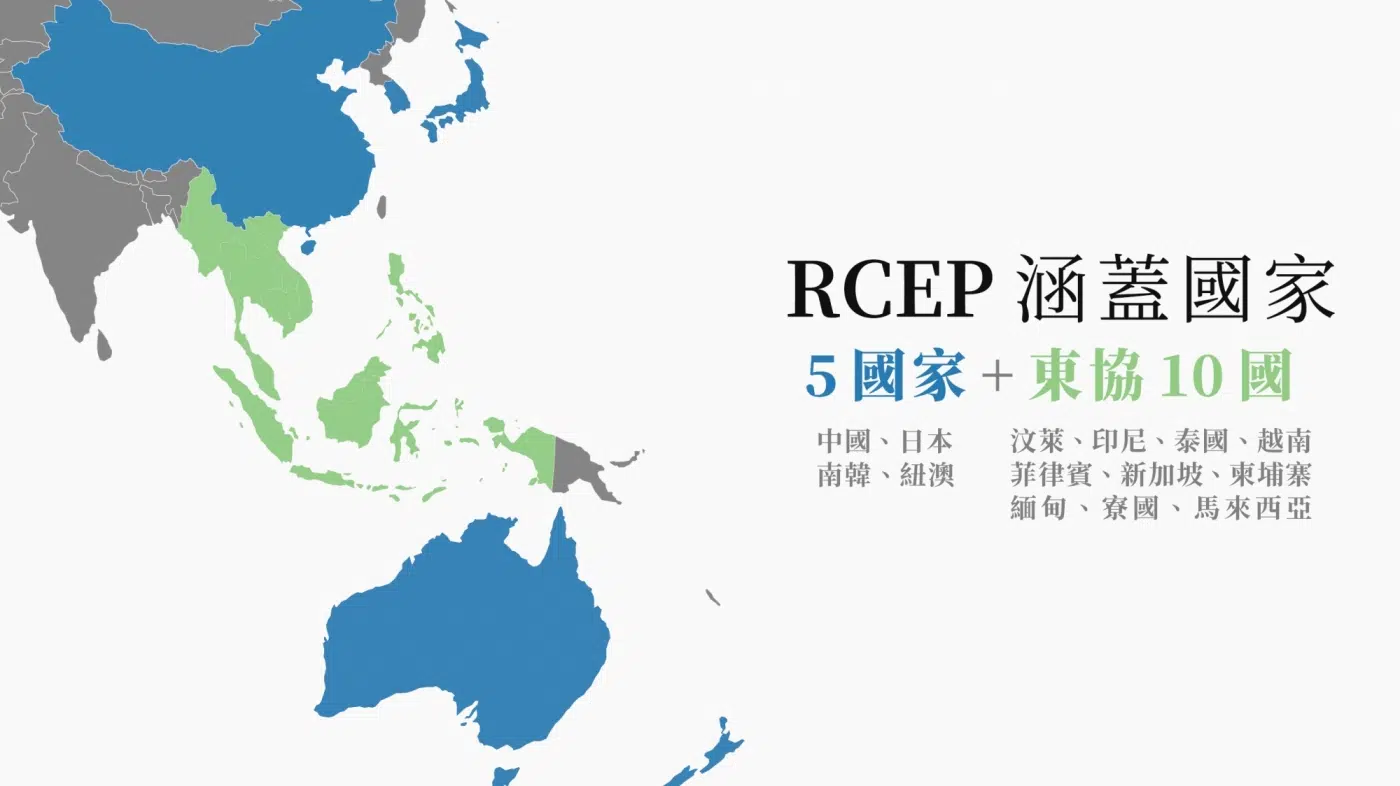 RCEP 涵蓋國家
5 國家 + 東協 10 國
中國、日本
南韓、紐澳
汶萊、印尼、泰國、越南
菲律賓、新加坡、柬埔寨
緬甸、寮國、馬來西亞